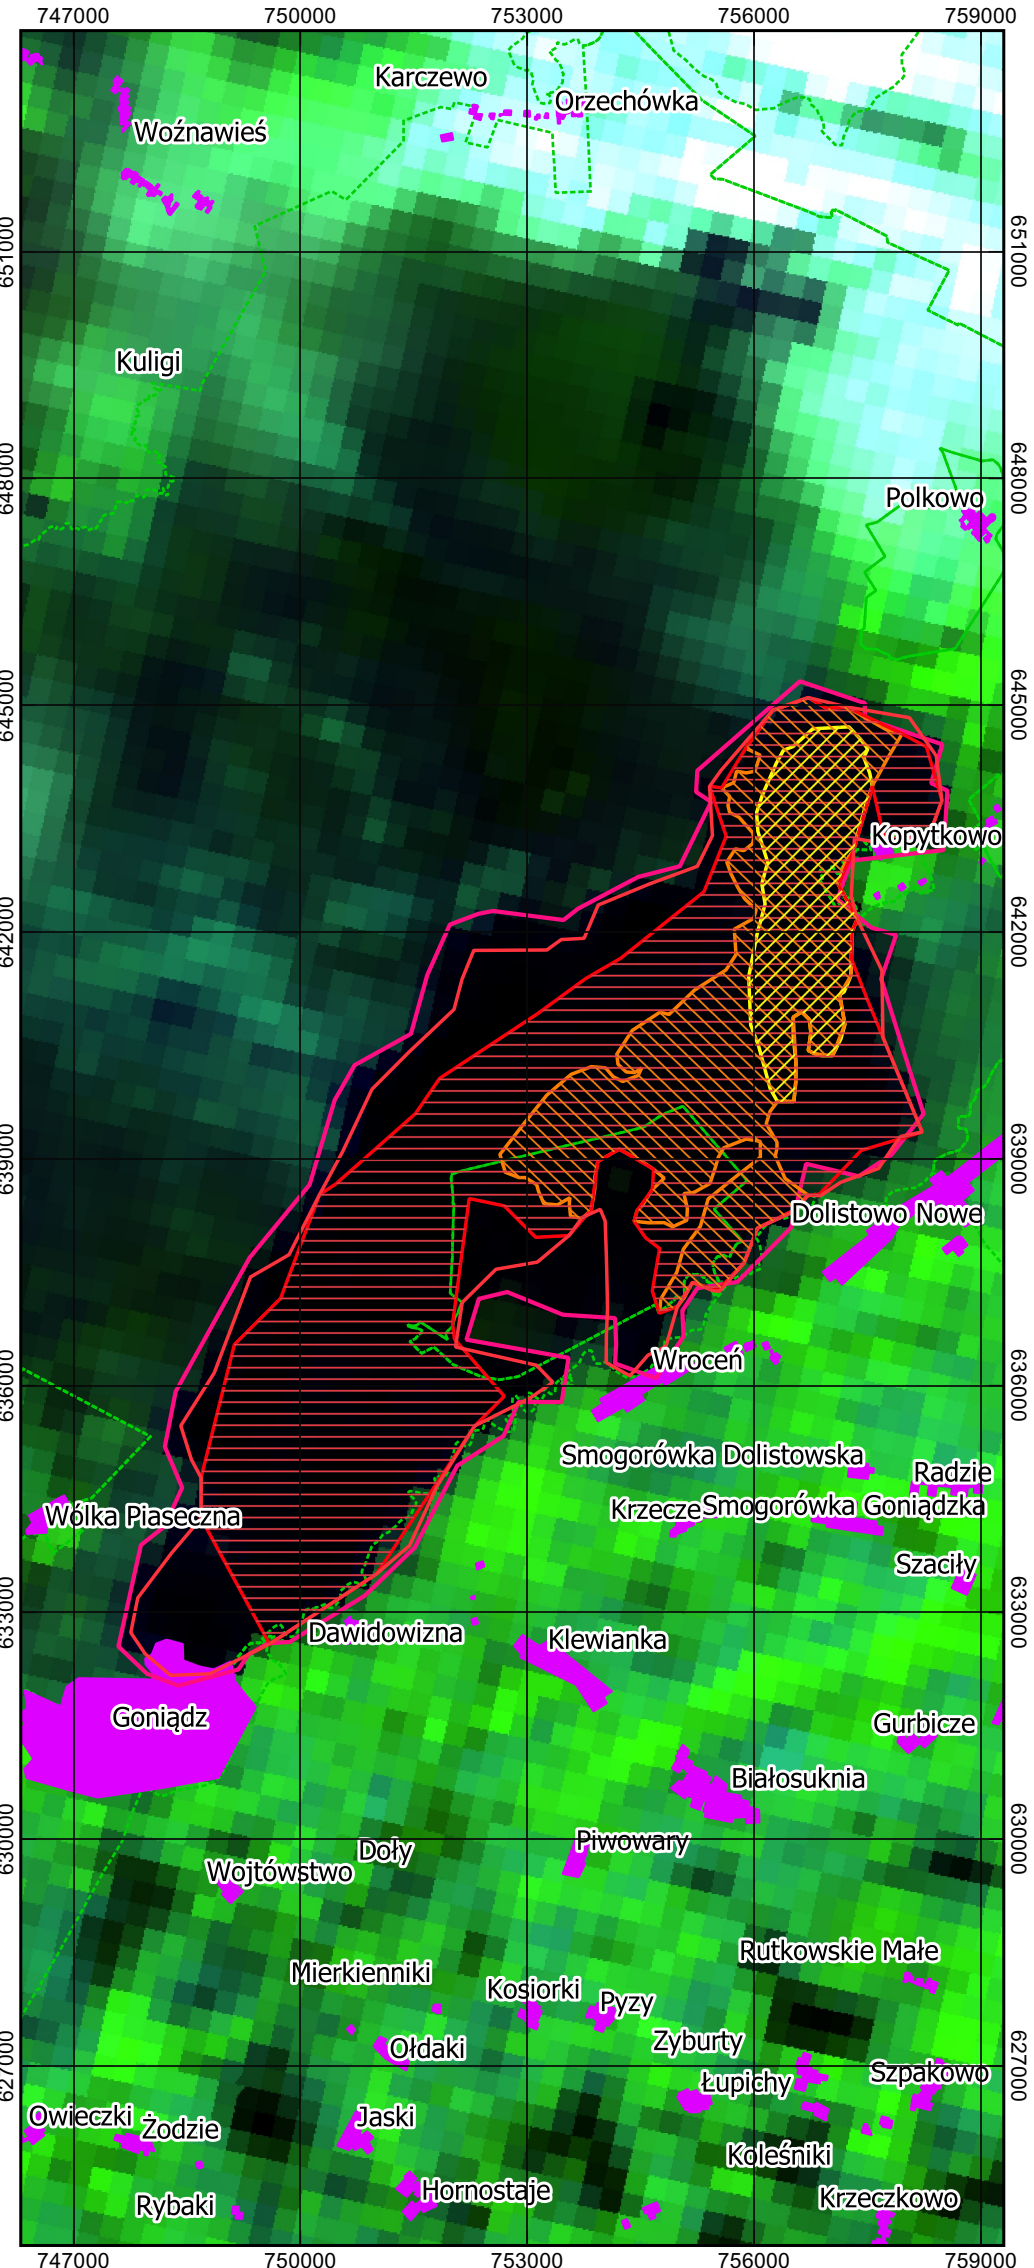 747000 750000 753000 756000 759000
Karczewo
Orzechówka
Woźnawieś
651000 651000
Kuligi
648000 648000
Polkowo
645000 645000
Kopytkowo
642000 642000
639000 639000
Dolistowo Nowe
Wroceń
636000 636000
Smogorówka Dolistowska
Radzie
Krzecze
Smogorówka Goniądzka
Wólka Piaseczna
Szaciły
633000 633000
Dawidowizna
Klewianka
Goniądz
Gurbicze
Białosuknia
630000 630000
Piwowary
Doły
Wojtówstwo
Rutkowskie Małe
Mierkienniki
Kosiorki
Pyzy
Zyburty
Ołdaki
627000 627000
Szpakowo
Łupichy
Owieczki
Jaski
Żodzie
Koleśniki
Hornostaje
Krzeczkowo
Rybaki
747000 750000 753000 756000 759000